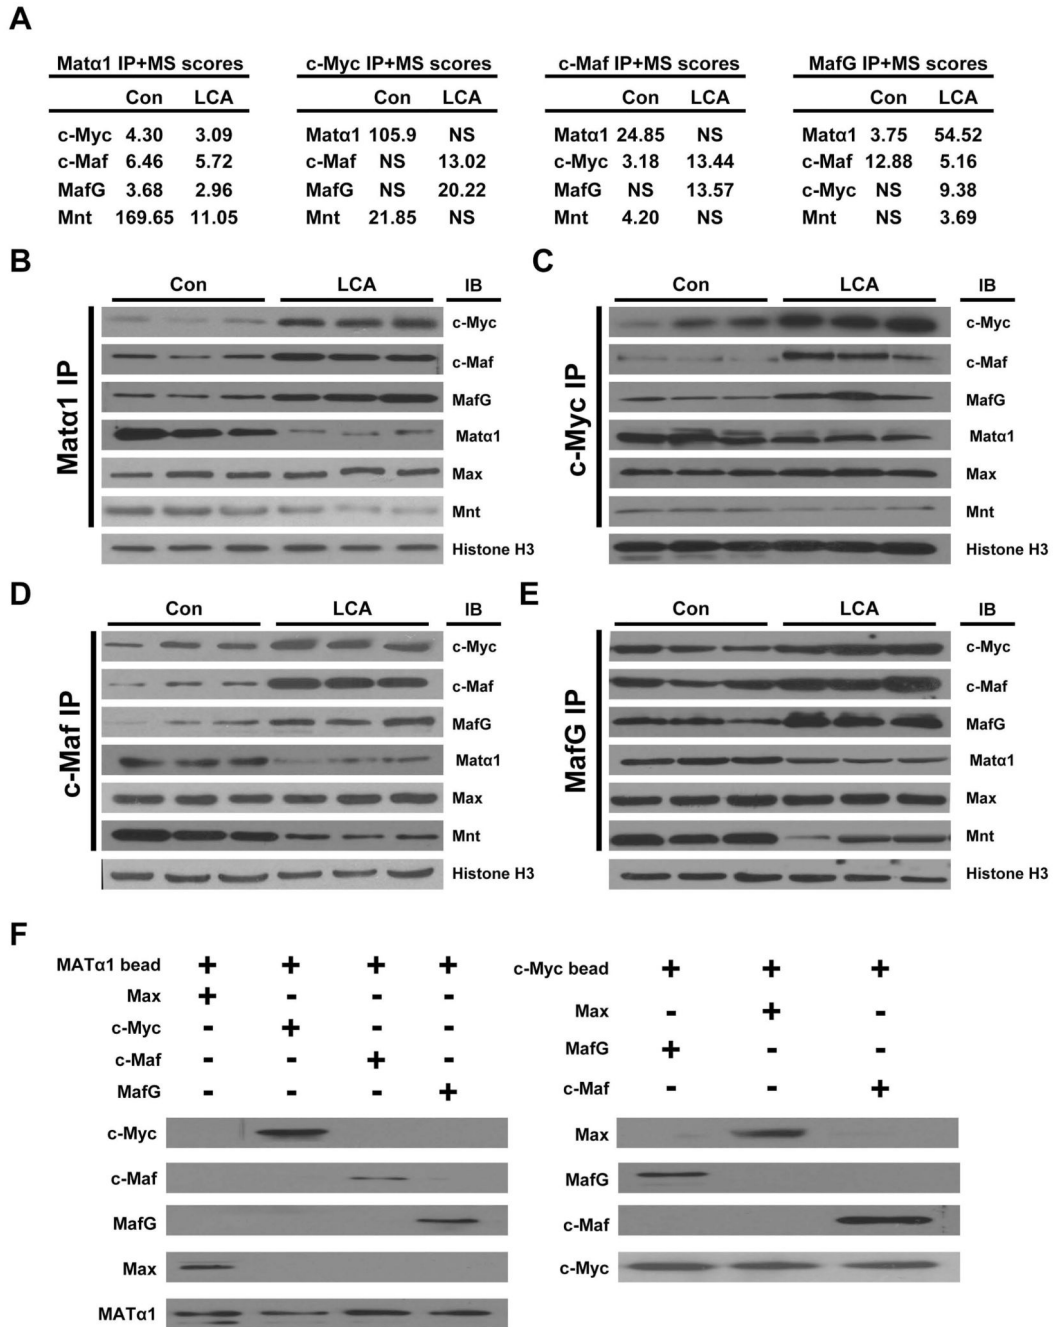 A
Matα1 IP+MS scores
Con LCA
c-Myc 4.30 3.09
c-Maf 6.46 5.72
MafG 3.68 2.96
Mnt 169.65 11.05
c-Myc IP+MS scores
Con LCA
Matα1 105.9 NS
c-Maf NS 13.02
MafG NS 20.22
Mnt 21.85 NS
c-Maf IP+MS scores
Con LCA
Matα1 24.85 NS
c-Myc 3.18 13.44
MafG NS 13.57
Mnt 4.20 NS
MafG IP+MS scores
Con LCA
Matα1 3.75 54.52
c-Maf 12.88 5.16
c-Myc NS 9.38
Mnt NS 3.69
B
Con LCA IB
Matα1 IP
c-Myc
c-Maf
MafG
Matα1
Max
Mnt
Histone H3
C
Con LCA IB
c-Myc IP
c-Myc
c-Maf
MafG
Matα1
Max
Mnt
Histone H3
D
Con LCA IB
c-Maf IP
c-Myc
c-Maf
MafG
Matα1
Max
Mnt
Histone H3
E
Con LCA IB
MafG IP
c-Myc
c-Maf
MafG
Matα1
Max
Mnt
Histone H3
F
MATα1 bead + + + +
Max + - - -
c-Myc - + - -
c-Maf - - + -
MafG - - - +
c-Myc
c-Maf
MafG
Max
MATα1
c-Myc bead + + +
Max - + -
MafG + - -
c-Maf - - +
Max
MafG
c-Maf
c-Myc